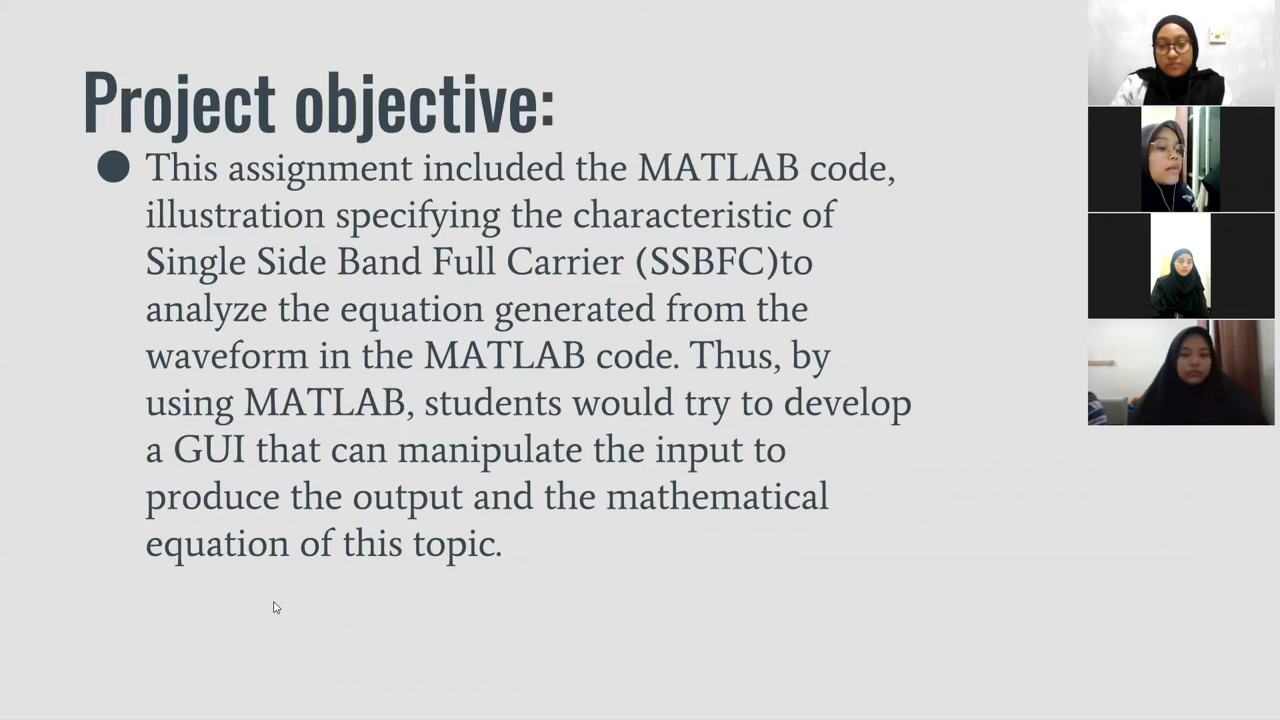 Project objective:
This assignment included the MATLAB code,
illustration specifying the characteristic of
Single Side Band Full Carrier (SSBFC)to
analyze the equation generated from the
waveform in the MATLAB code. Thus, by
using MATLAB, students would try to develop
a GUI that can manipulate the input to
produce the output and the mathematical
equation of this topic.